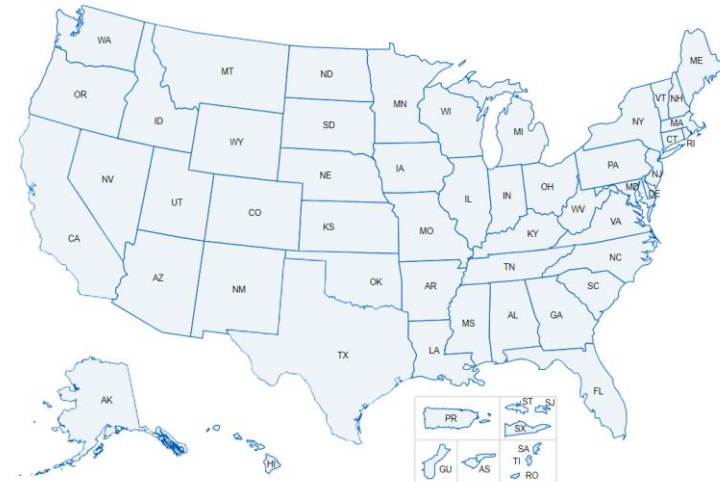 WA
MT
ND
ME
OR
ID
MN
VT
NH
SD
WI
NY
MA
WY
MI
CT
RI
NE
IA
PA
NV
NJ
UT
CO
IL
IN
OH
MD
DE
WV
CA
KS
MO
KY
VA
AZ
NM
OK
AR
TN
NC
SC
MS
AL
GA
TX
LA
FL
AK
HI
PR
ST
SJ
SX
GU
AS
SA
TI
RO